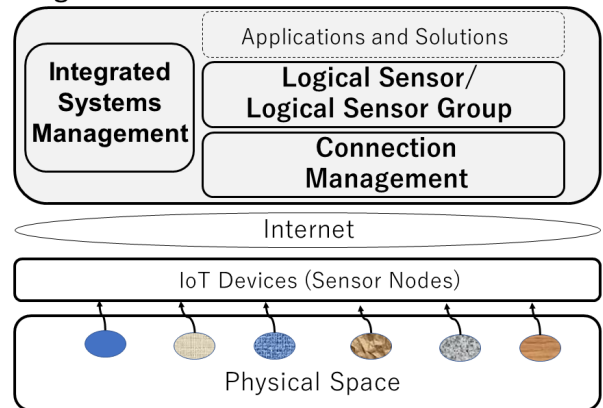 Applications and Solutions
Integrated
Systems
Management
Logical Sensor/
Logical Sensor Group
Connection
Management
Internet
IoT Devices (Sensor Nodes)
Physical Space